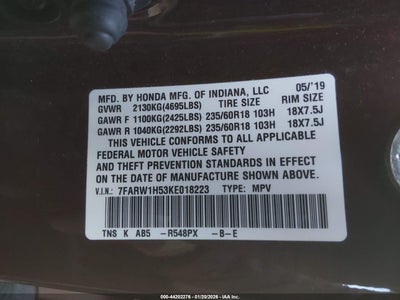 MFD. BY HONDA MFG. OF INDIANA, LLC 05/'19
GVWR 2130KG(4695LBS) TIRE SIZE RIM SIZE
GAWR F 1100KG(2425LBS) 235/60R18 103H 18X7.5J
GAWR R 1040KG(2292LBS) 235/60R18 103H 18X7.5J
THIS VEHICLE CONFORMS TO ALL APPLICABLE
FEDERAL MOTOR VEHICLE SAFETY
AND THEFT PREVENTION STANDARDS IN EFFECT
ON THE DATE OF MANUFACTURE SHOWN ABOVE.
V.I.N: 7FARW1H53KE018223 TYPE: MPV
TNS K AB5 -R548PX -B-E
000-44202276 - 01/20/2026 - IAA Inc.